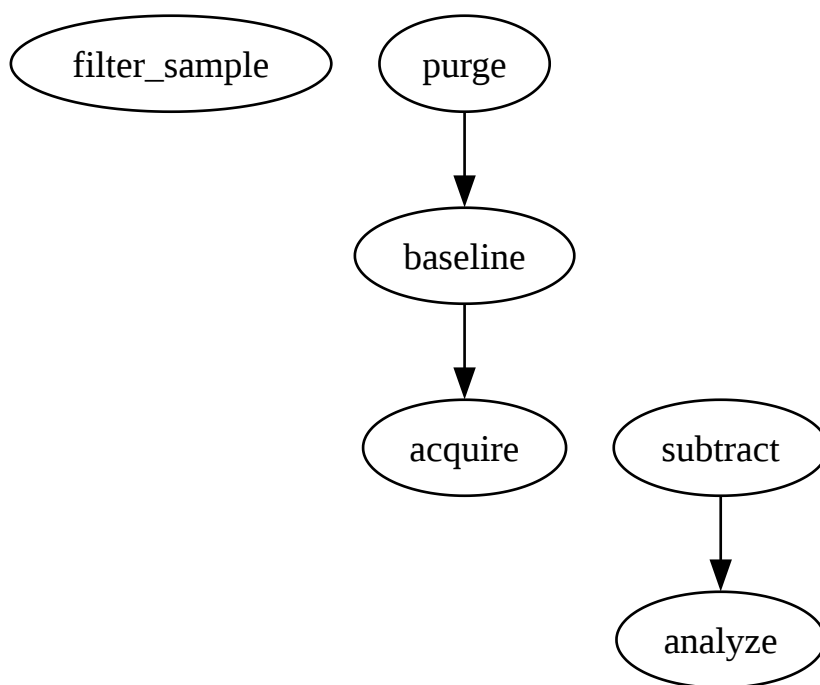 filter_sample
purge
baseline
acquire
subtract
analyze